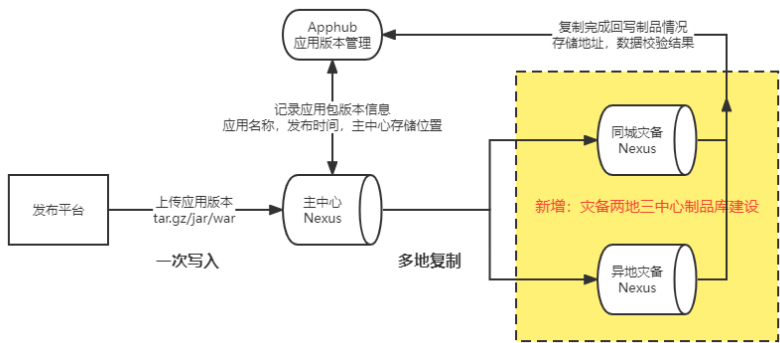 Apphub
应用版本管理
复制完成回写制品情况
存储地址，数据校验结果
记录应用包版本信息
应用名称，发布时间，主中心存储位置
同城灾备
Nexus
发布平台
上传应用版本
tar.gz/jar/war
主中心
Nexus
新增：灾备两地三中心制品库建设
一次写入
多地复制
异地灾备
Nexus